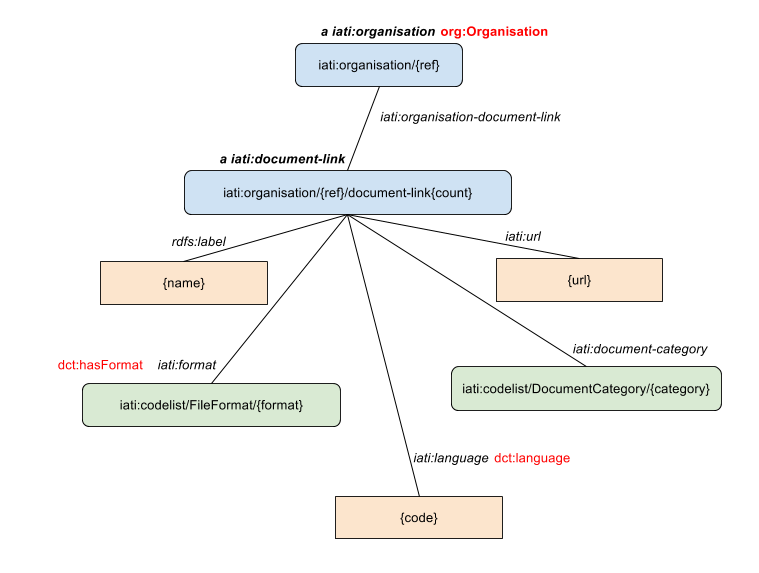 a iati:organisation org:Organisation
iati:organisation/{ref}
iati:organisation-document-link
a iati:document-link
iati:organisation/{ref}/document-link{count}
rdfs:label
iati:url
{name}
{url}
iati:document-category
dct:hasFormat iati:format
iati:codelist/DocumentCategory/{category}
iati:codelist/FileFormat/{format}
iati:language dct:language
{code}